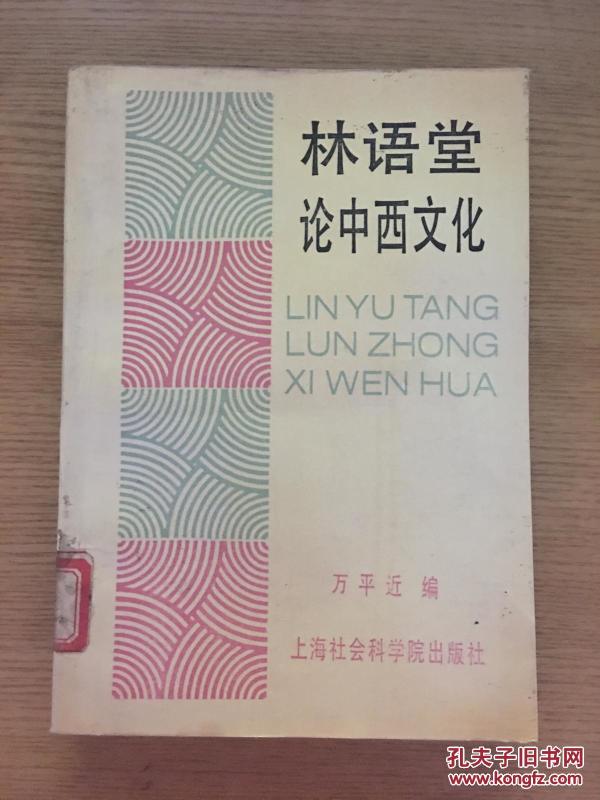 林语堂
论中西文化
LIN YU TANG
LUN ZHONG
XI WEN HUA
万平近 编
上海社会科学院出版社
孔夫子旧书网
www.kongfz.com